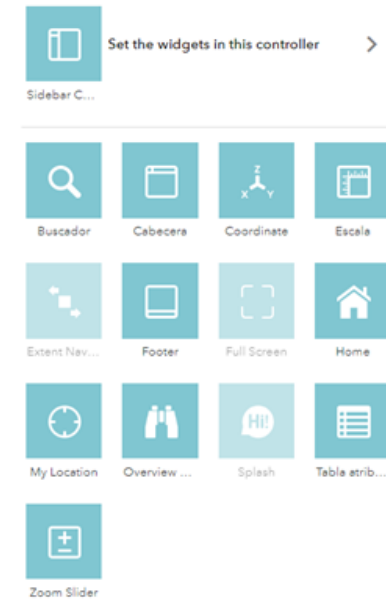 Set the widgets in this controller
Sidebar C...
Buscador Cabecera Coordinate Escala
Extent Nav... Footer Full Screen Home
My Location Overview ... Splash Tabla atrib...
Zoom Slider
Z
X Y
Hi!